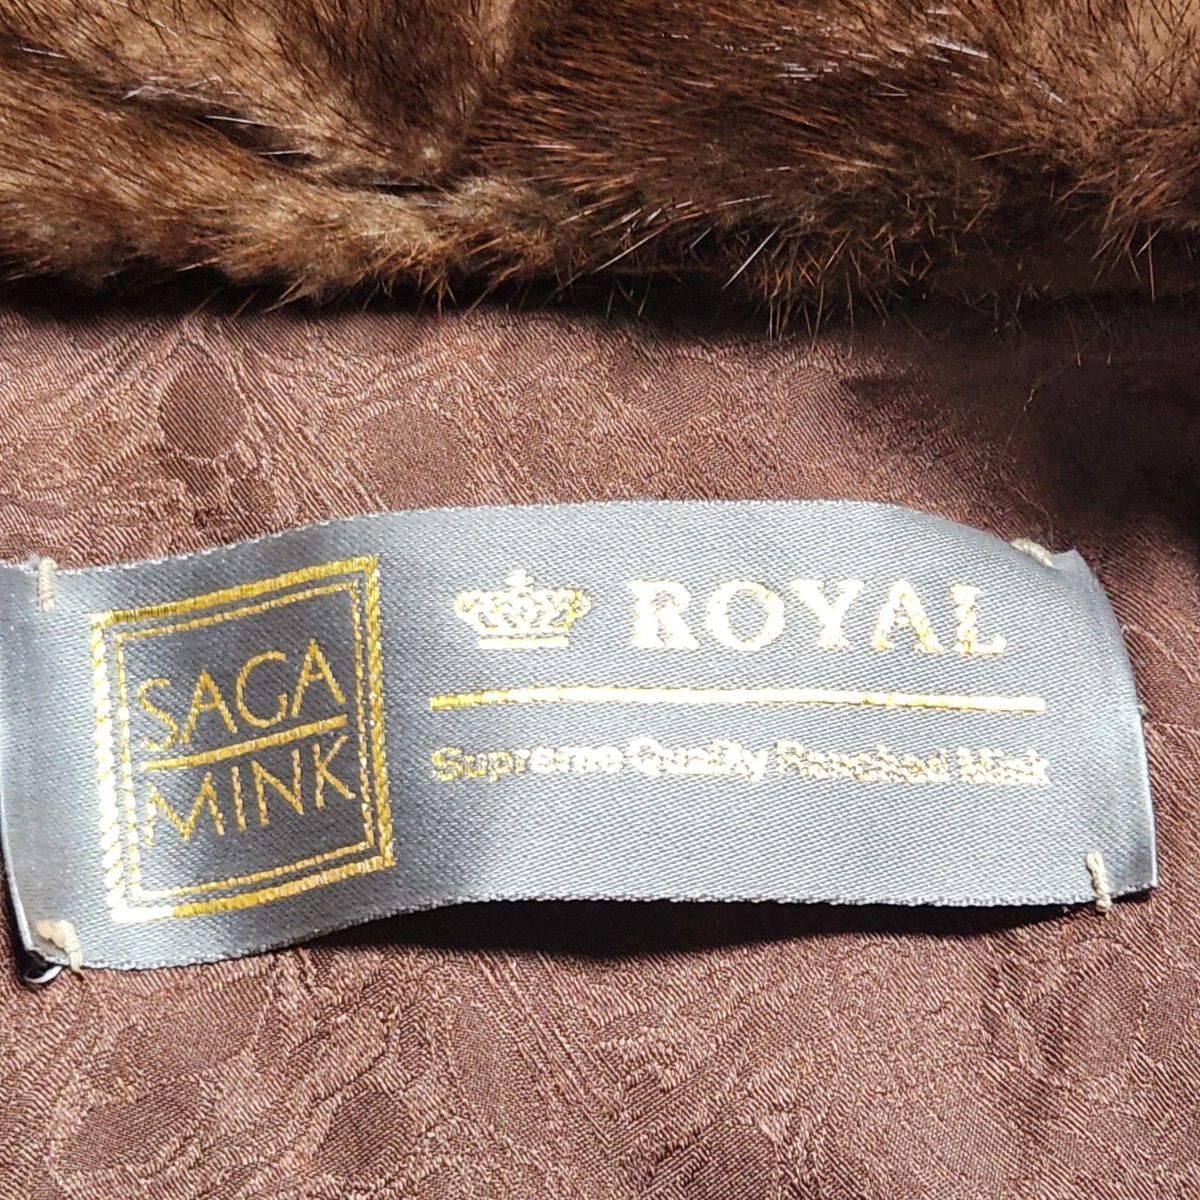 SAGA
MINK
ROYAL
Supreme Quality Ranched Mink